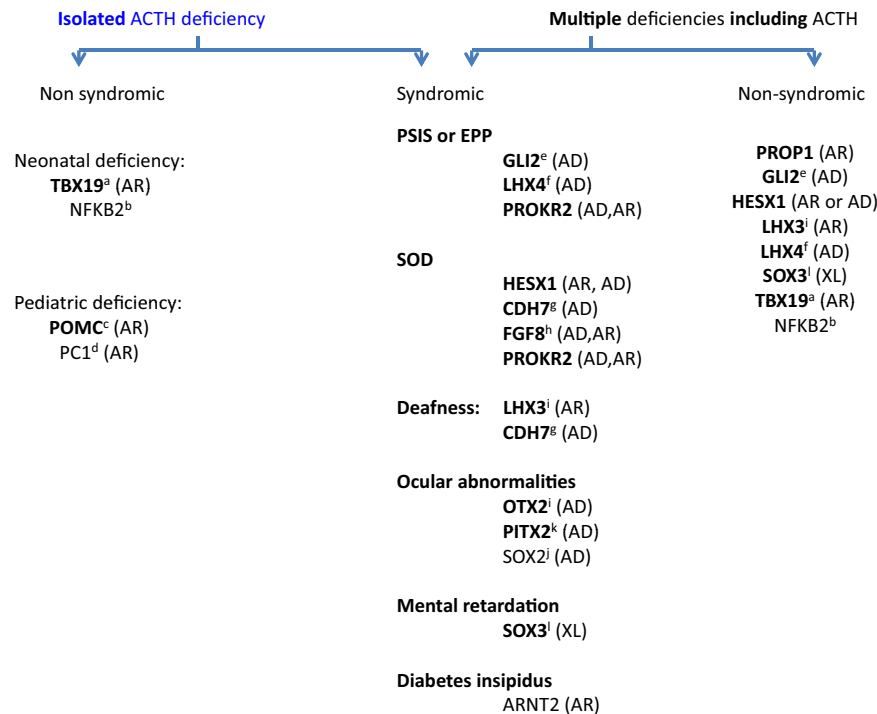 Isolated ACTH deficiency
Multiple deficiencies including ACTH
Non syndromic
Syndromic
Non-syndromic
Neonatal deficiency:
TBX19ᵃ (AR)
NFKB2ᵇ
Pediatric deficiency:
POMCᶜ (AR)
PC1ᵈ (AR)
PSIS or EPP
GLI2ᵉ (AD)
LHX4ᶠ (AD)
PROKR2 (AD,AR)
SOD
HESX1 (AR, AD)
CDH7ᵍ (AD)
FGF8ʰ (AD,AR)
PROKR2 (AD,AR)
Deafness: LHX3ⁱ (AR)
CDH7ᵍ (AD)
Ocular abnormalities
OTX2ⁱ (AD)
PITX2ᵏ (AD)
SOX2ʲ (AD)
Mental retardation
SOX3ˡ (XL)
Diabetes insipidus
ARNT2 (AR)
PROP1 (AR)
GLI2ᵉ (AD)
HESX1 (AR or AD)
LHX3ⁱ (AR)
LHX4ᶠ (AD)
SOX3ˡ (XL)
TBX19ᵃ (AR)
NFKB2ᵇ